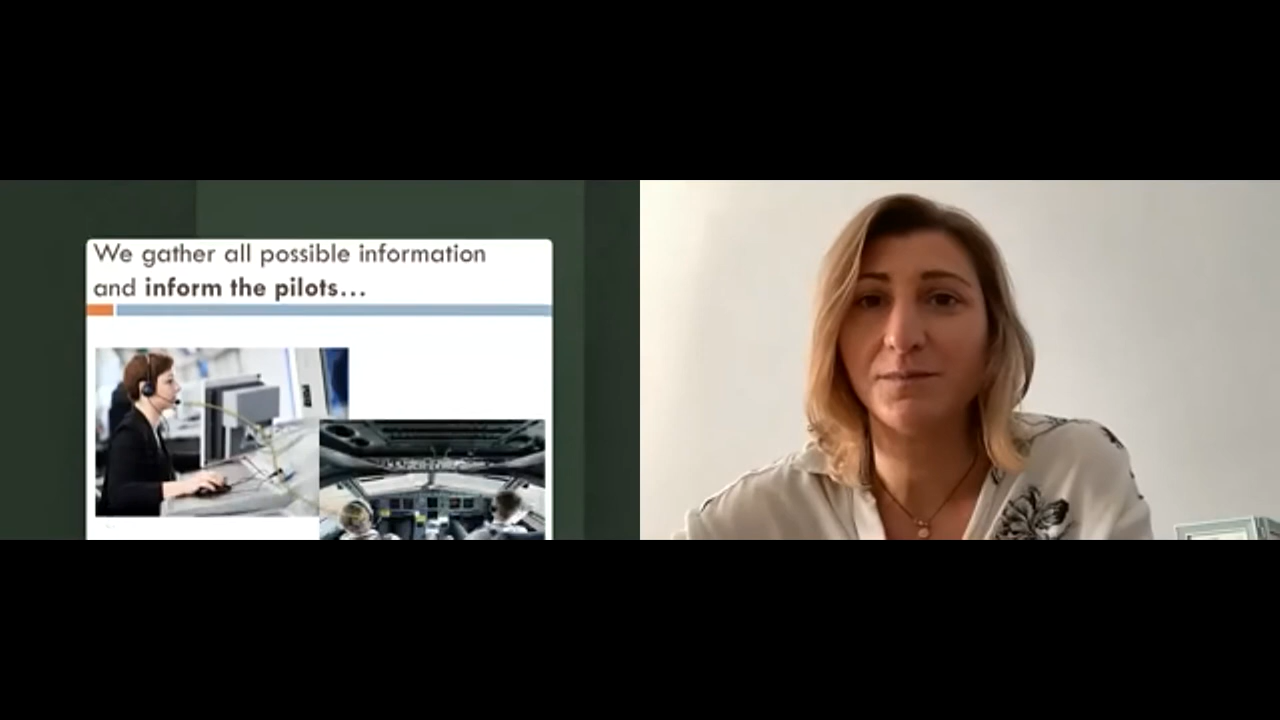 We gather all possible information
and inform the pilots...